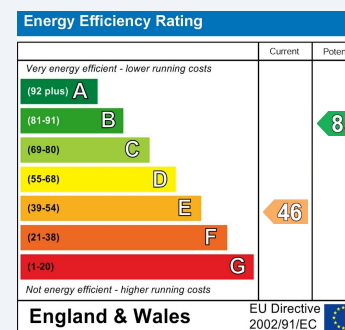 Energy Efficiency Rating
Current
Very energy efficient - lower running costs
(92 plus) A
(81-91) B
(69-80) C
(55-68) D
(39-54) E
46
(21-38) F
(1-20) G
Not energy efficient - higher running costs
England & Wales
EU Directive
2002/91/EC